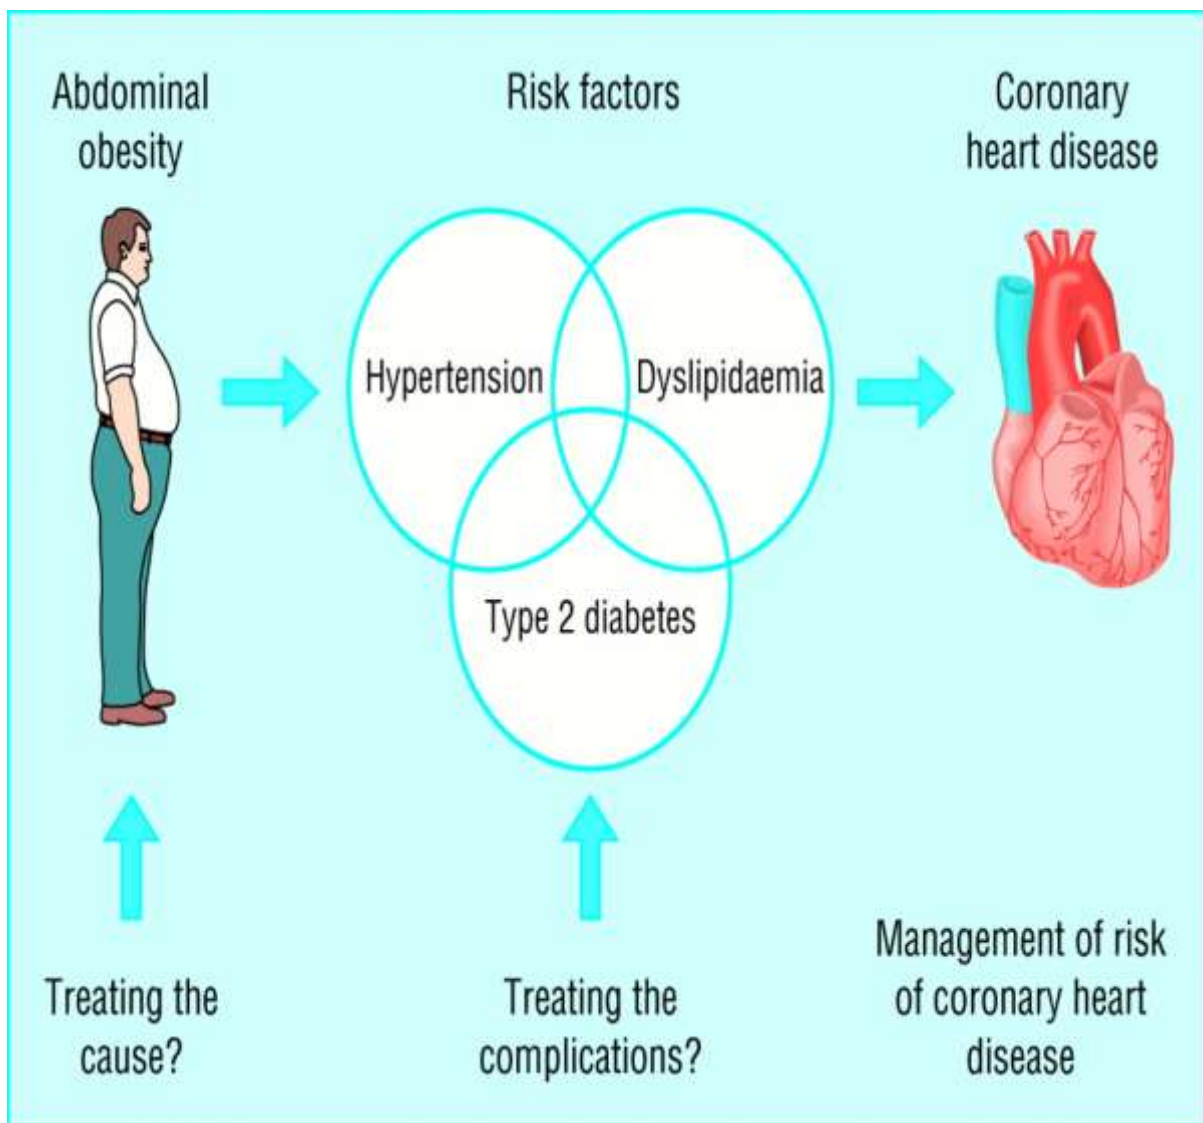 Abdominal
obesity
Risk factors
Coronary
heart disease
Hypertension
Dyslipidaemia
Type 2 diabetes
Treating the
cause?
Treating the
complications?
Management of risk
of coronary heart
disease